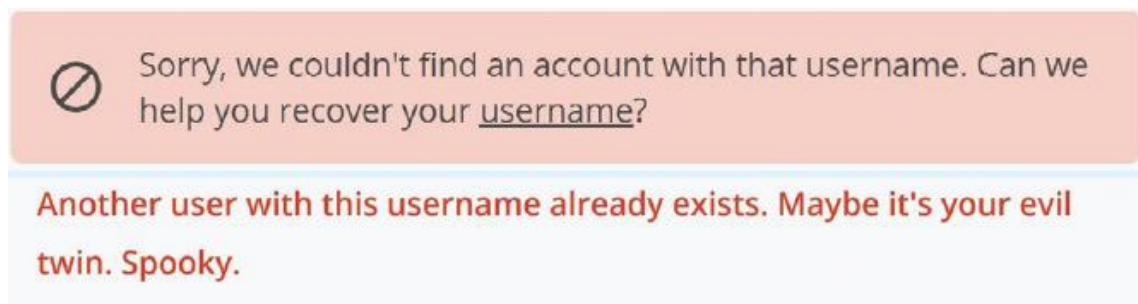 Sorry, we couldn't find an account with that username. Can we
help you recover your username?
Another user with this username already exists. Maybe it's your evil
twin. Spooky.